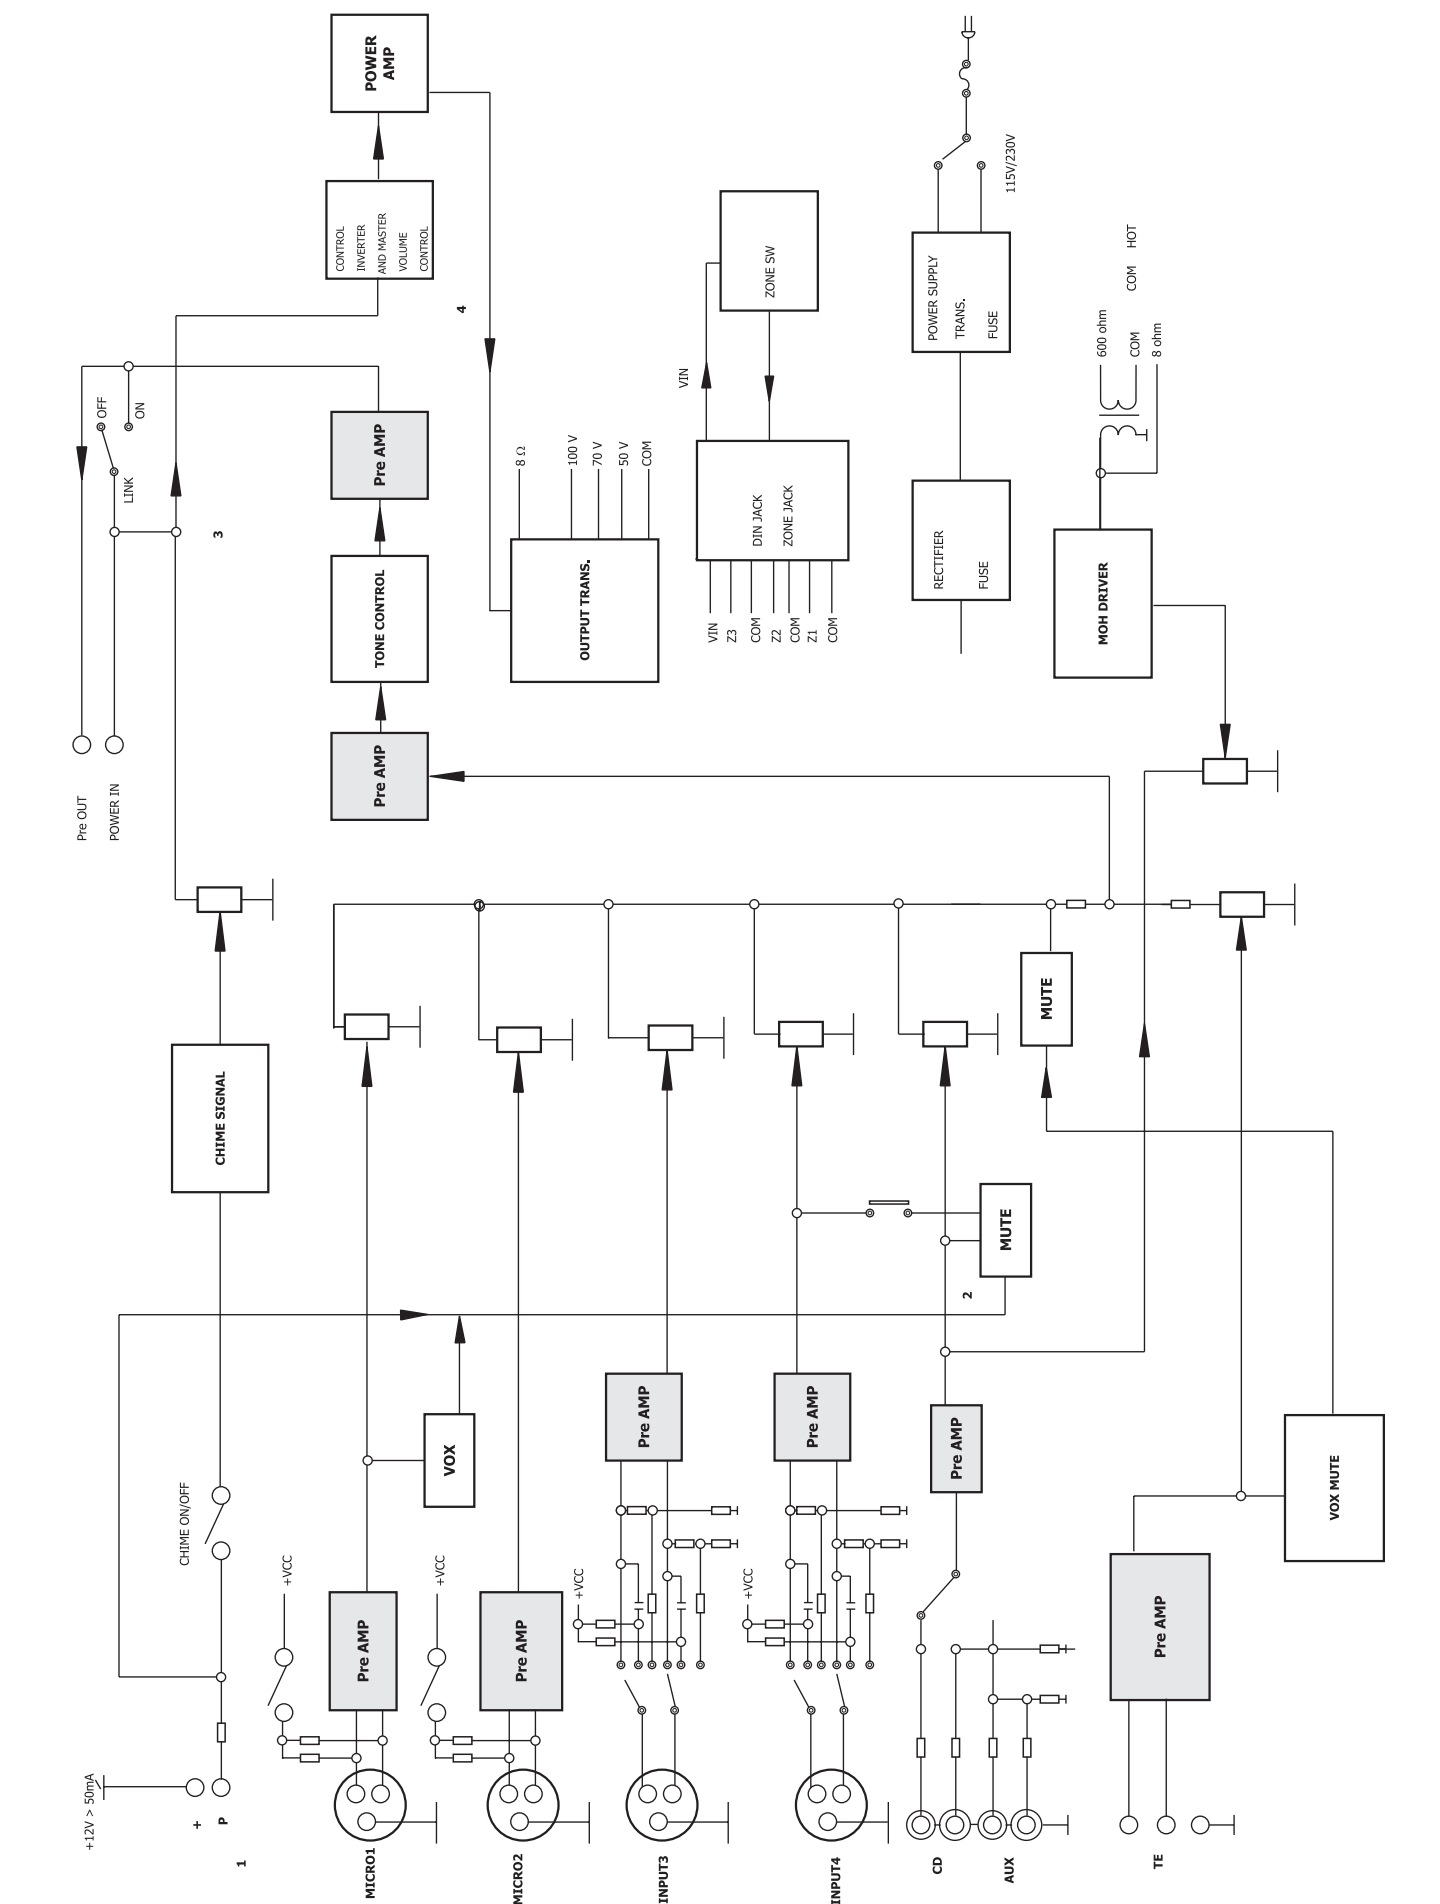 POWER
AMP
CONTROL
INVERTER
AND MASTER
VOLUME
CONTROL
115V/230V
4
ZONE SW
VIN
POWER SUPPLY
TRANS.
FUSE
600 ohm
COM
HOT
COM
8 ohm
OFF
ON
LINK
3
Pre AMP
8 Ω
100 V
70 V
50 V
COM
DIN JACK
ZONE JACK
RECTIFIER
FUSE
TONE CONTROL
OUTPUT TRANS.
VIN
Z3
COM
Z2
COM
Z1
COM
MOH DRIVER
Pre OUT
POWER IN
Pre AMP
MUTE
CHIME SIGNAL
MUTE
2
CHIME ON/OFF
VOX
Pre AMP
Pre AMP
Pre AMP
VOX MUTE
+VCC
+VCC
+VCC
+VCC
Pre AMP
Pre AMP
Pre AMP
+12V > 50mA
+
P
1
MICRO1
MICRO2
INPUT3
INPUT4
CD
AUX
TE